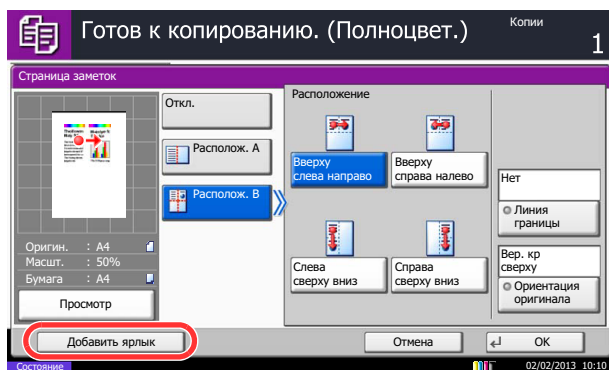 Готов к копированию. (Полноцвет.)
Копии
1
Страница заметок
Откл.
Располож. A
Располож. B
Оригин. : A4
Масшт. : 50%
Бумага : A4
Просмотр
Расположение
Вверху
слева направо
Вверху
справа налево
Слева
сверху вниз
Справа
сверху вниз
Нет
Линия
границы
Вер. кр
сверху
Ориентация
оригинала
Добавить ярлык
Отмена
OK
Состояние
02/02/2013 10:10